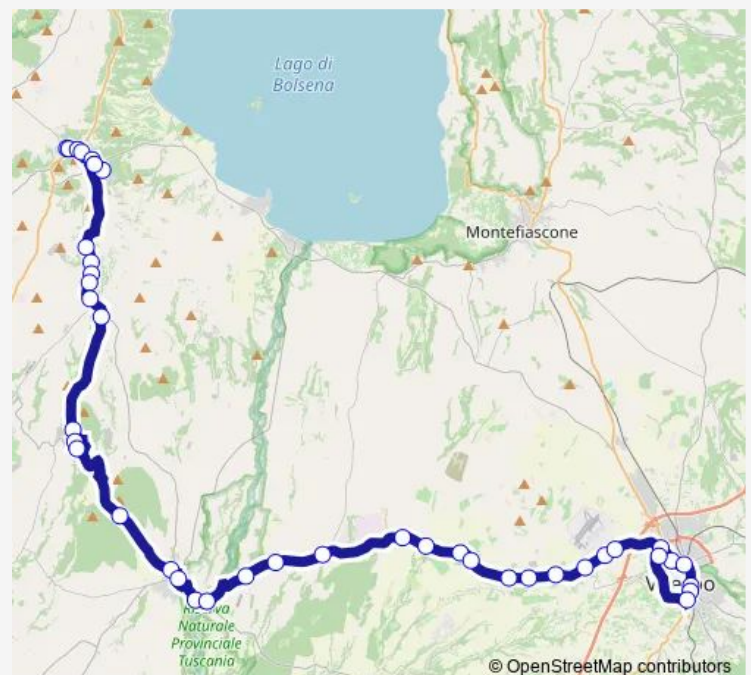 Lago di
Bolsena
Montefiascone
Riserva
Naturale
Provinciale
Tuscania
© OpenStreetMap contributors